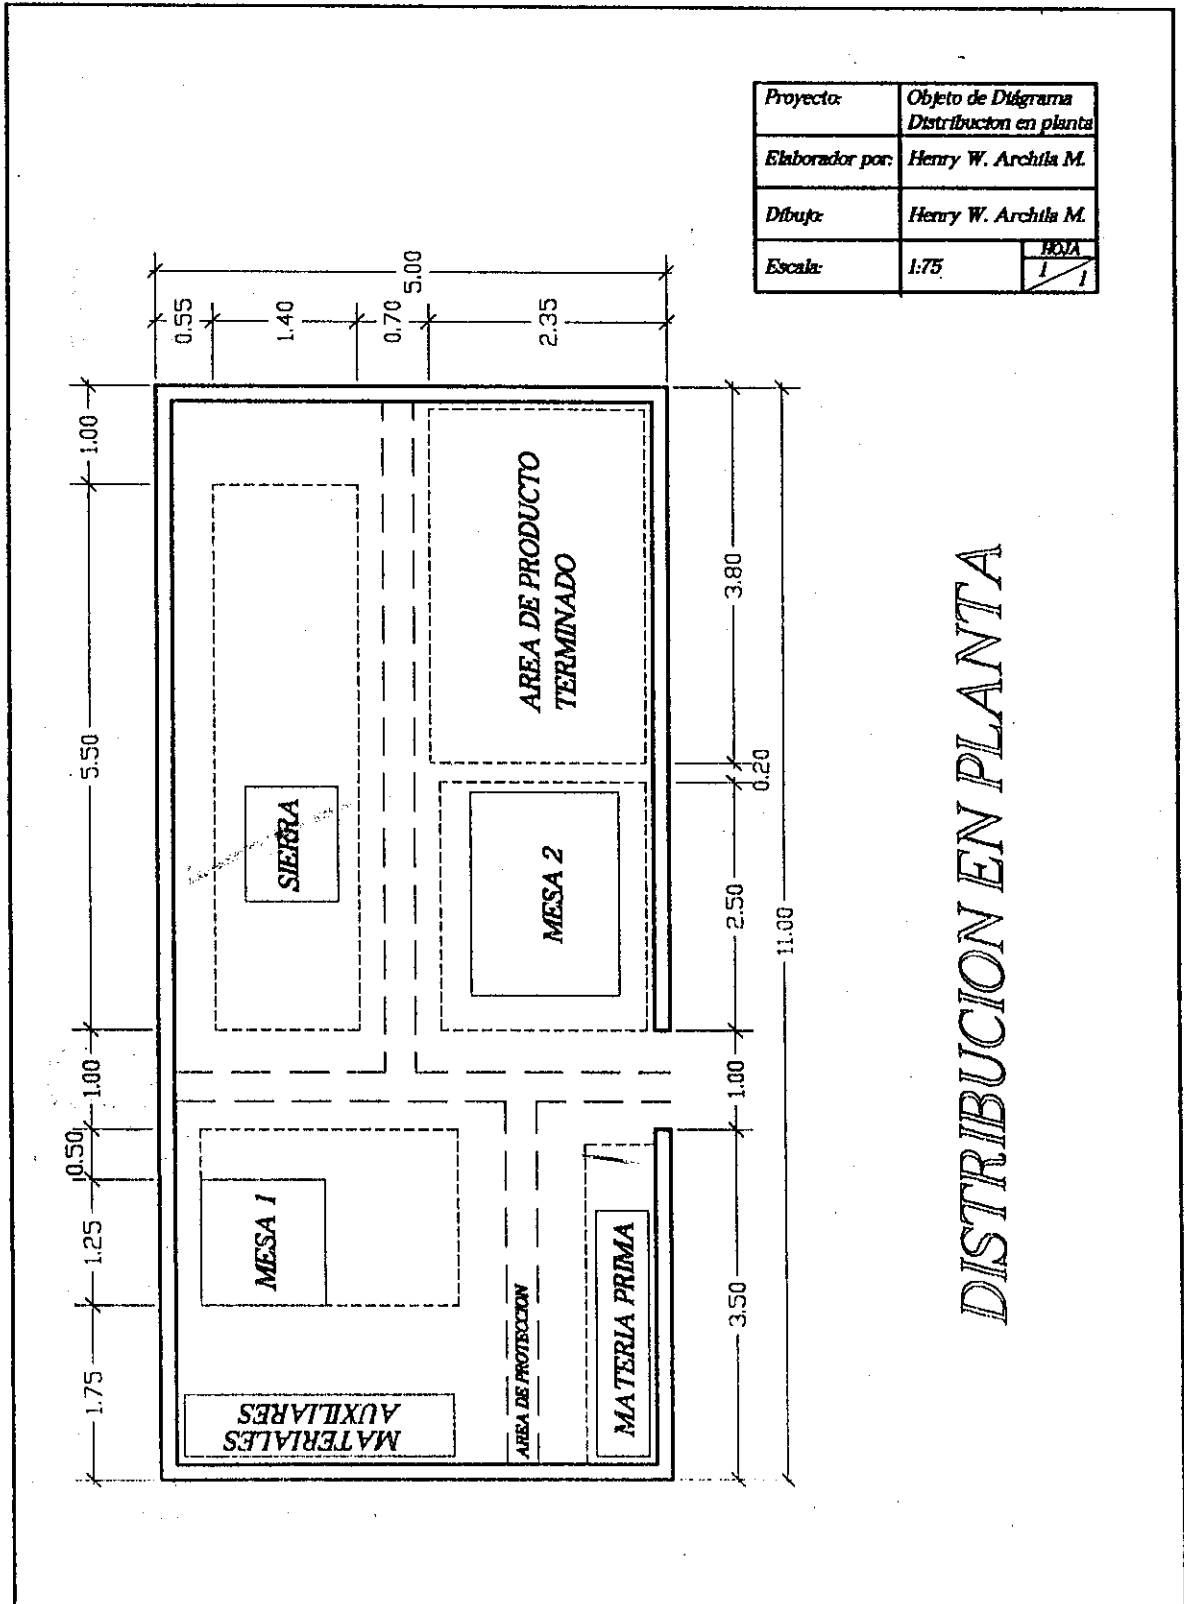 Proyecto: Objeto de Diágrama
Distribucion en planta
Elaborador por: Henry W. Archila M.
Dibujo: Henry W. Archila M.
Escala: 1:75
HOJA
1/1
5.00
0.55
1.40
0.70
2.35
1.00
5.50
1.00
0.50
1.25
1.75
3.80
0.20
2.50
1.00
3.50
11.00
AREA DE PRODUCTO
TERMINADO
SIERRA
MESA 2
MESA 1
MATERIALES
AUXILIARES
AREA DE PROTECCION
MATERIA PRIMA
DISTRIBUCION EN PLANTA